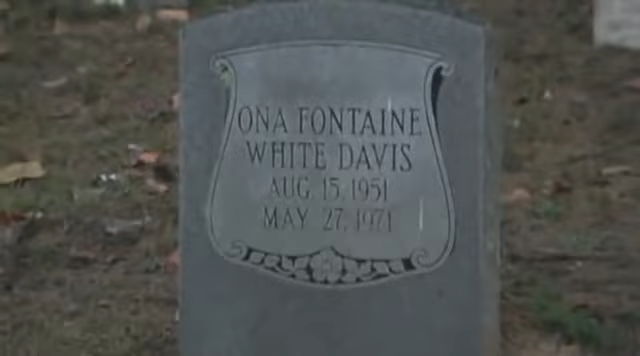 ONA FONTAINE
WHITE DAVIS
AUG. 15, 1951
MAY 27, 1971